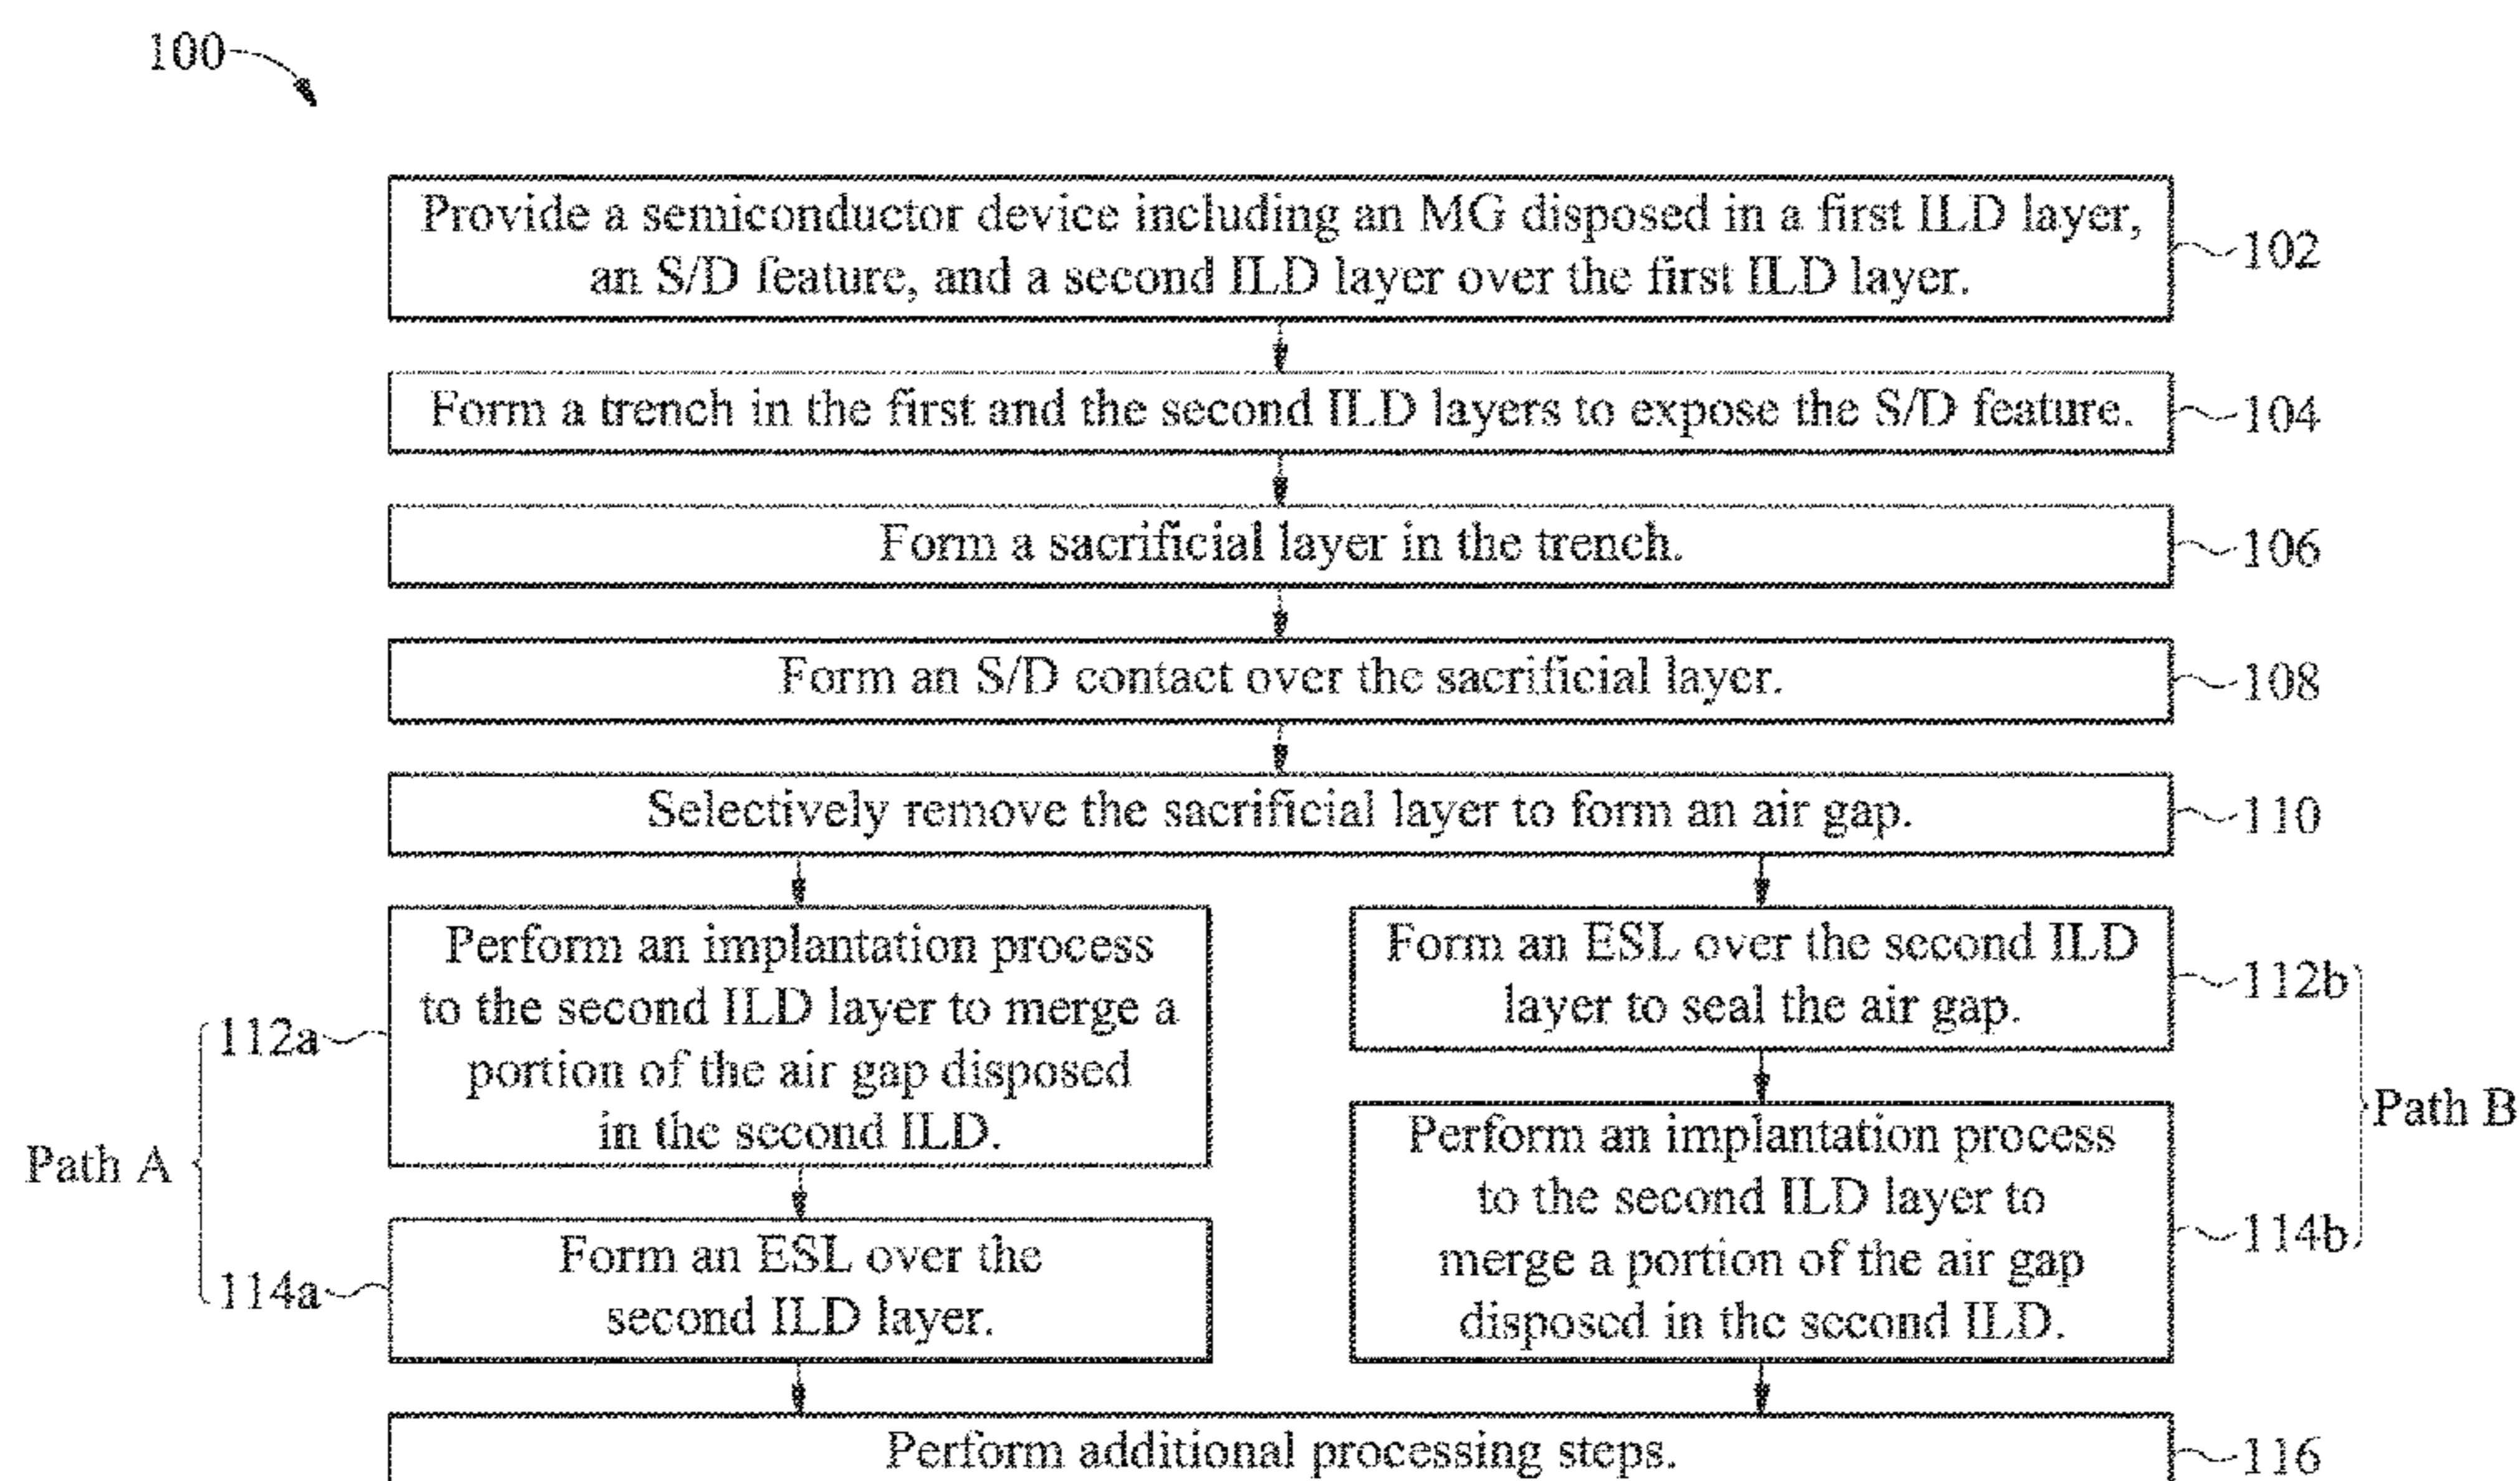 100
Provide a semiconductor device including an MG disposed in a first ILD layer,
an S/D feature, and a second ILD layer over the first ILD layer.
102
Form a trench in the first and the second ILD layers to expose the S/D feature.
104
Form a sacrificial layer in the trench.
106
Form an S/D contact over the sacrificial layer.
108
Selectively remove the sacrificial layer to form an air gap.
110
Path A
112a
Perform an implantation process
to the second ILD layer to merge a
portion of the air gap disposed
in the second ILD.
114a
Form an ESL over the
second ILD layer.
Form an ESL over the second ILD
layer to seal the air gap.
112b
Perform an implantation process
to the second ILD layer to
merge a portion of the air gap
disposed in the second ILD.
114b
Path B
Perform additional processing steps.
116